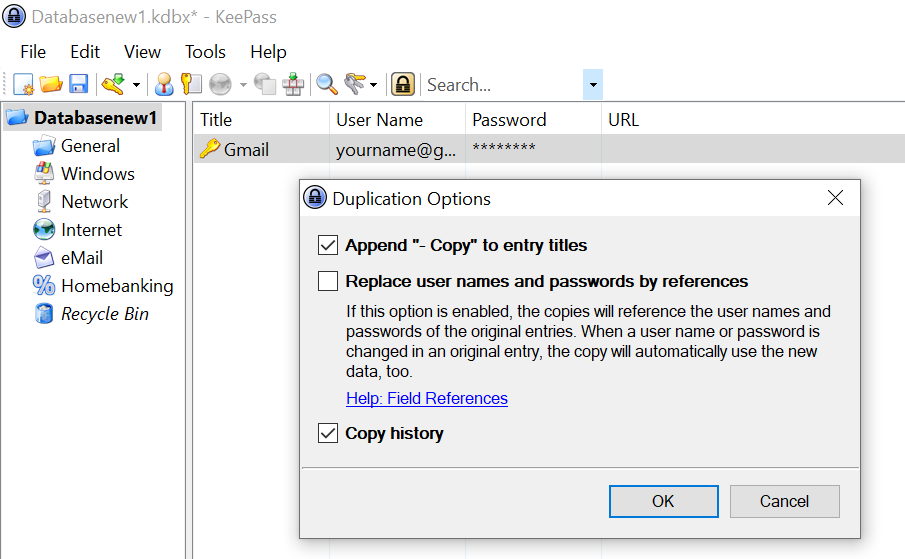 Databasenew1.kdbx* - KeePass
File Edit View Tools Help
Search...
Databasenew1
General
Windows
Network
Internet
eMail
Homebanking
Recycle Bin
Title User Name Password URL
Gmail yourname@g... ********
Duplication Options
Append "- Copy" to entry titles
Replace user names and passwords by references
If this option is enabled, the copies will reference the user names and
passwords of the original entries. When a user name or password is
changed in an original entry, the copy will automatically use the new
data, too.
Help: Field References
Copy history
OK Cancel